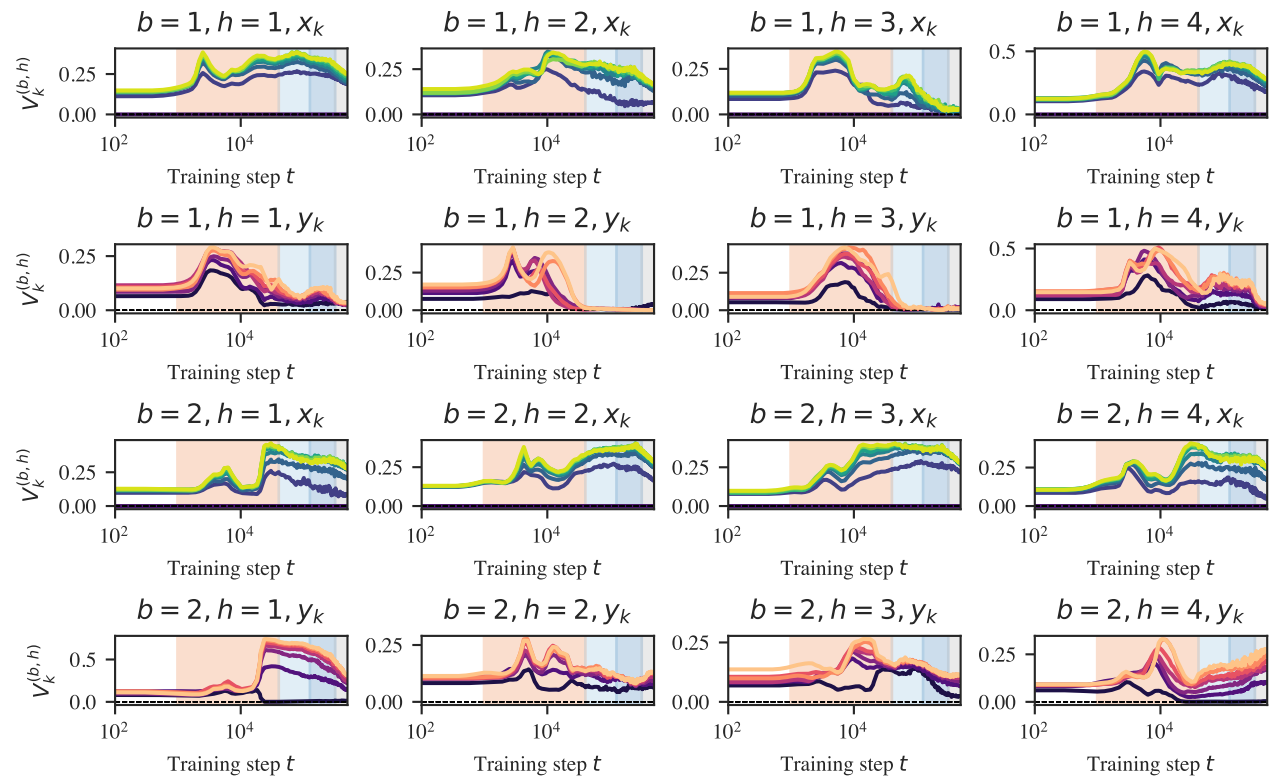 b = 1, h = 1, x_k b = 1, h = 2, x_k b = 1, h = 3, x_k b = 1, h = 4, x_k
V_k^{(b, h)} 0.25 0.00 0.25 0.00 0.25 0.00 0.5 0.0
10^2 10^4 10^2 10^4 10^2 10^4 10^2 10^4
Training step t Training step t Training step t Training step t
b = 1, h = 1, y_k b = 1, h = 2, y_k b = 1, h = 3, y_k b = 1, h = 4, y_k
V_k^{(b, h)} 0.25 0.00 0.25 0.00 0.25 0.00 0.5 0.0
10^2 10^4 10^2 10^4 10^2 10^4 10^2 10^4
Training step t Training step t Training step t Training step t
b = 2, h = 1, x_k b = 2, h = 2, x_k b = 2, h = 3, x_k b = 2, h = 4, x_k
V_k^{(b, h)} 0.25 0.00 0.25 0.00 0.25 0.00 0.25 0.00
10^2 10^4 10^2 10^4 10^2 10^4 10^2 10^4
Training step t Training step t Training step t Training step t
b = 2, h = 1, y_k b = 2, h = 2, y_k b = 2, h = 3, y_k b = 2, h = 4, y_k
V_k^{(b, h)} 0.5 0.0 0.25 0.00 0.25 0.00 0.25 0.00
10^2 10^4 10^2 10^4 10^2 10^4 10^2 10^4
Training step t Training step t Training step t Training step t